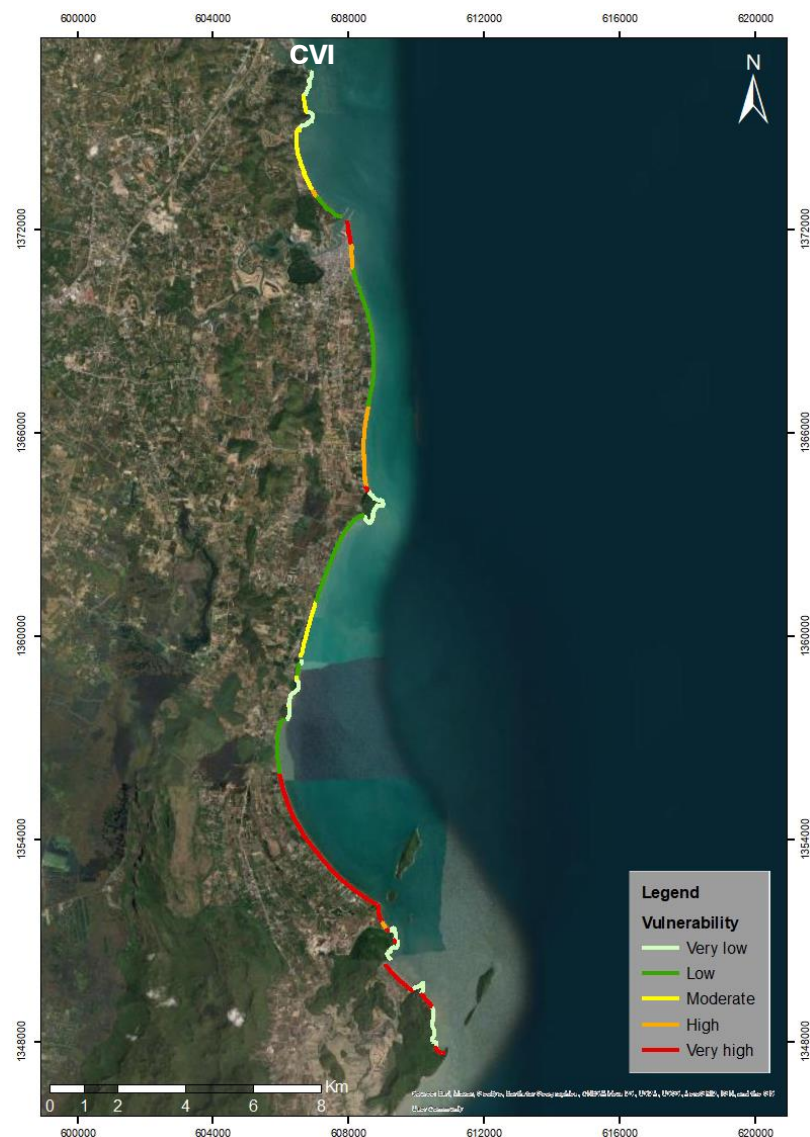 600000 604000 608000 612000 616000 620000
CVI
N
1372000 1372000
1366000 1366000
1360000 1360000
1354000 1354000
1348000 1348000
Legend
Vulnerability
Very low
Low
Moderate
High
Very high
Km
0 1 2 4 6 8
600000 604000 608000 612000 616000 620000